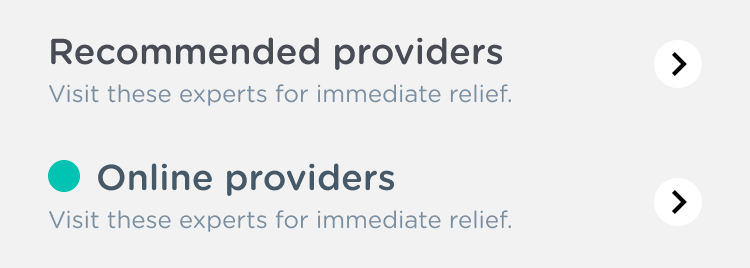 Recommended providers
Visit these experts for immediate relief.
Online providers
Visit these experts for immediate relief.